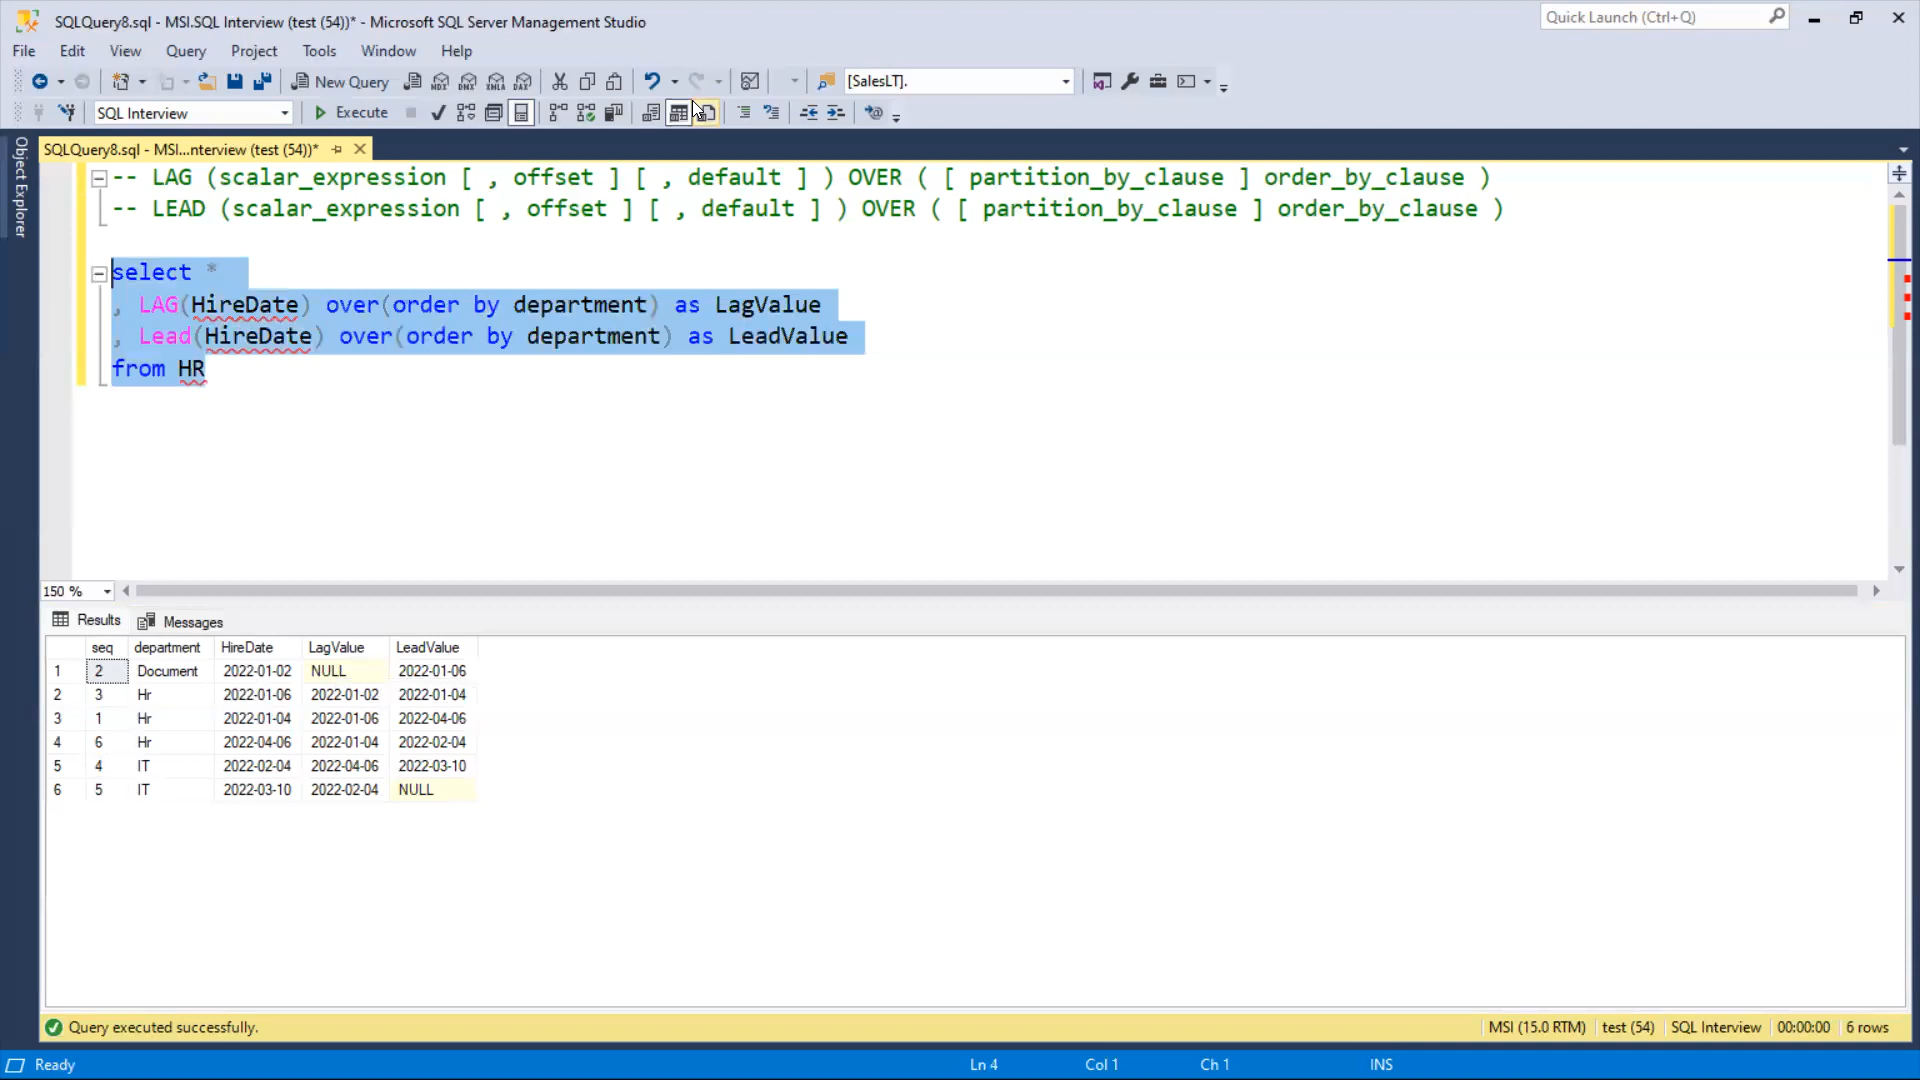 SQLQuery8.sql - MSI.SQL Interview (test (54))* - Microsoft SQL Server Management Studio
Quick Launch (Ctrl+Q)
File Edit View Query Project Tools Window Help
New Query MDX DMX XMLA DAX [SalesLT].
SQL Interview Execute
Object Explorer
SQLQuery8.sql - MSI...nterview (test (54))*
-- LAG (scalar_expression [ , offset ] [ , default ] ) OVER ( [ partition_by_clause ] order_by_clause )
-- LEAD (scalar_expression [ , offset ] [ , default ] ) OVER ( [ partition_by_clause ] order_by_clause )
select *
, LAG(HireDate) over(order by department) as LagValue
, Lead(HireDate) over(order by department) as LeadValue
from HR
150 %
Results Messages
seq department HireDate LagValue LeadValue
1 2 Document 2022-01-02 NULL 2022-01-06
2 3 Hr 2022-01-06 2022-01-02 2022-01-04
3 1 Hr 2022-01-04 2022-01-06 2022-04-06
4 6 Hr 2022-04-06 2022-01-04 2022-02-04
5 4 IT 2022-02-04 2022-04-06 2022-03-10
6 5 IT 2022-03-10 2022-02-04 NULL
Query executed successfully. MSI (15.0 RTM) test (54) SQL Interview 00:00:00 6 rows
Ready Ln 4 Col 1 Ch 1 INS